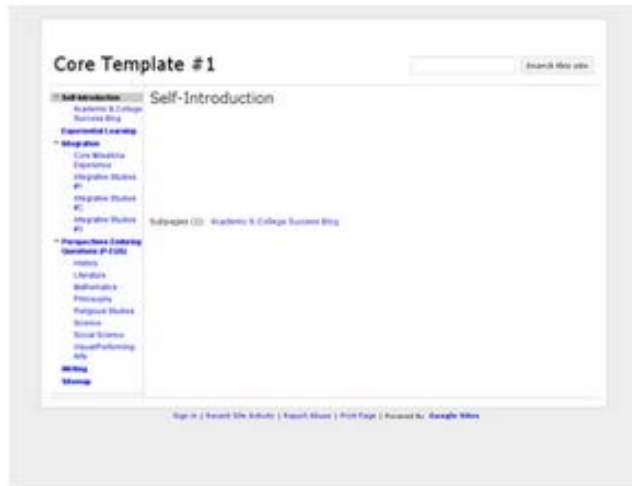 Core Template #1
Search this site
Self-Introduction
Academic & College
Success Blog
Experiential Learning
Integration
Core Wheelchn
Experience
Integrative Studies
#1
Integrative Studies
#2
Integrative Studies
#3
Perspectives Enduring
Questions (P-EQS)
History
Literature
Mathematics
Philosophy
Religious Studies
Science
Social Science
Visual/Performing
Arts
Writing
Sitemap
Self-Introduction
Subpages (1): Academic & College Success Blog
Sign in | Recent Site Activity | Report Abuse | Print Page | Powered By Google Sites